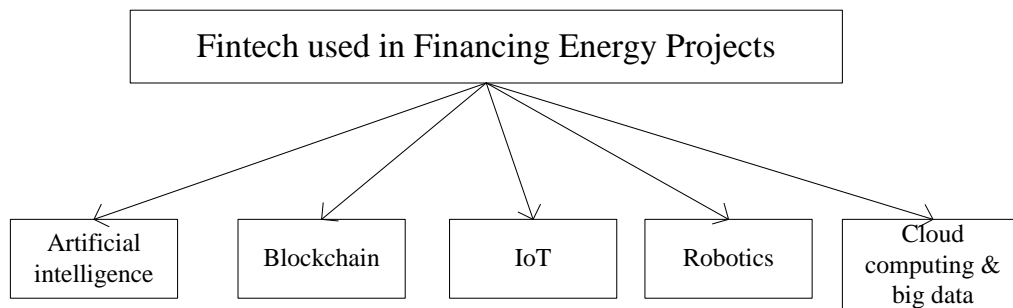 Fintech used in Financing Energy Projects
Artificial
intelligence
Blockchain
IoT
Robotics
Cloud
computing &
big data